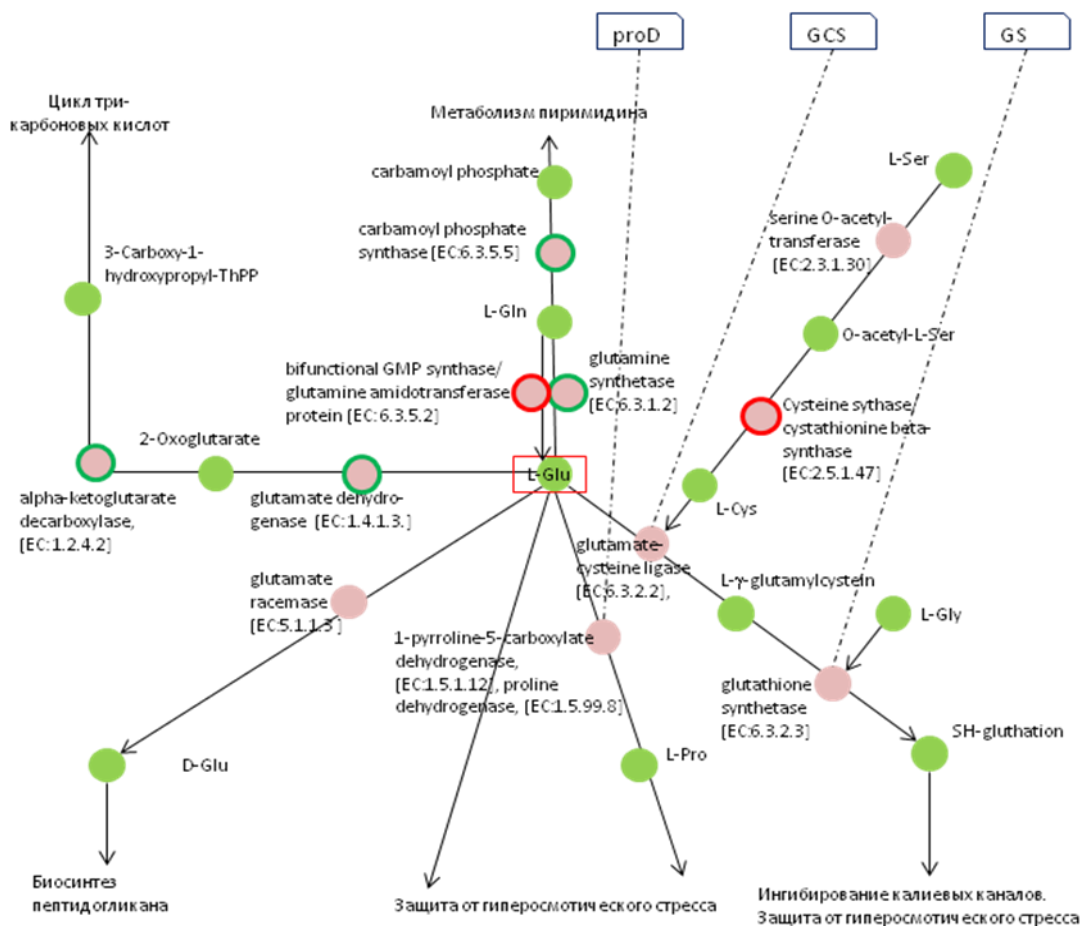 proD
GCS
GS
Цикл три-
карбоновых кислот
Метаболизм пиримидина
carbamoyl phosphate
L-Ser
carbamoyl phosphate
synthase [EC:6.3.5.5]
serine O-acetyl-
transferase
[EC:2.3.1.30]
3-Carboxy-1-
hydroxypropyl-ThPP
L-Gln
O-acetyl-L-Ser
bifunctional GMP synthase/
glutamine amidotransferase
protein [EC:6.3.5.2]
glutamine
synthetase
[EC:6.3.1.2]
Cysteine sythase,
cystathionine beta-
synthase
[EC:2.5.1.47]
2-Oxoglutarate
L-Glu
alpha-ketoglutarate
decarboxylase,
[EC:1.2.4.2]
glutamate dehydro-
genase [EC:1.4.1.3.]
L-Cys
glutamate-
cysteine ligase
[EC:6.3.2.2],
glutamate
racemase
[EC:5.1.1.3]
L-γ-glutamylcystein
L-Gly
1-pyrroline-5-carboxylate
dehydrogenase,
[EC:1.5.1.12], proline
dehydrogenase, [EC:1.5.99.8]
glutathione
synthetase
[EC:6.3.2.3]
SH-gluthation
D-Glu
L-Pro
Биосинтез
пептидогликана
Защита от гиперосмотического стресса
Ингибирование калиевых каналов.
Защита от гиперосмотического стресса